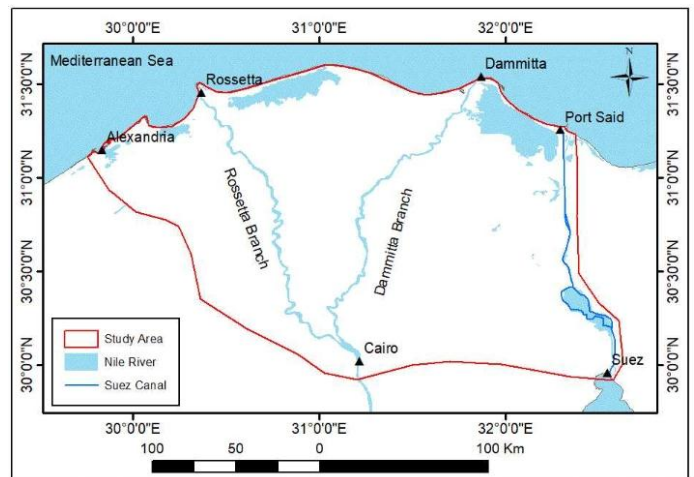 30°0'0"E
31°0'0"E
32°0'0"E
Mediterranean Sea
N
Dammitta
Rossetta
Port Said
Alexandria
31°30'0"N
31°30'0"N
31°0'0"N
31°0'0"N
Rossetta Branch
Dammitta Branch
30°30'0"N
30°30'0"N
Study Area
Nile River
Suez Canal
Cairo
Suez
30°0'0"N
30°0'0"N
30°0'0"E
31°0'0"E
32°0'0"E
100 50 0 100 Km